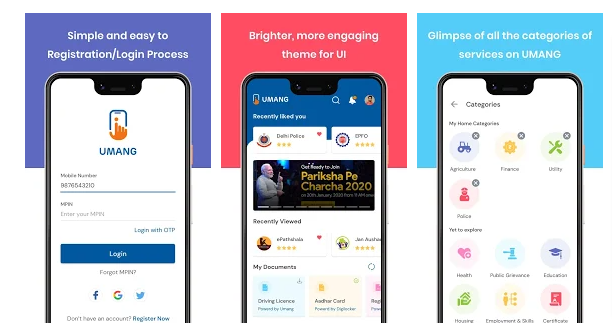 Simple and easy to
Registration/Login Process
UMANG
Mobile Number
9876543210
MPIN
Enter your MPIN
Login with OTP
Login
Forgot MPIN?
Don't have an account? Register Now
Brighter, more engaging
theme for UI
UMANG
Recently liked you
Delhi Police
EPFO
Get Ready to Join
Pariksha Pe
Charcha 2020
on 20th January, 2020 from 11 AM
Recently Viewed
ePathshala
Jan Aushad
My Documents
Driving Licence
Powered by Umang
Aadhar Card
Powered by Digilocker
Glimpse of all the categories of
services on UMANG
Categories
My Home Categories
Agriculture
Finance
Utility
Police
Yet to explore
Health
Public Grievance
Education
Housing
Employment & Skills
Certificate